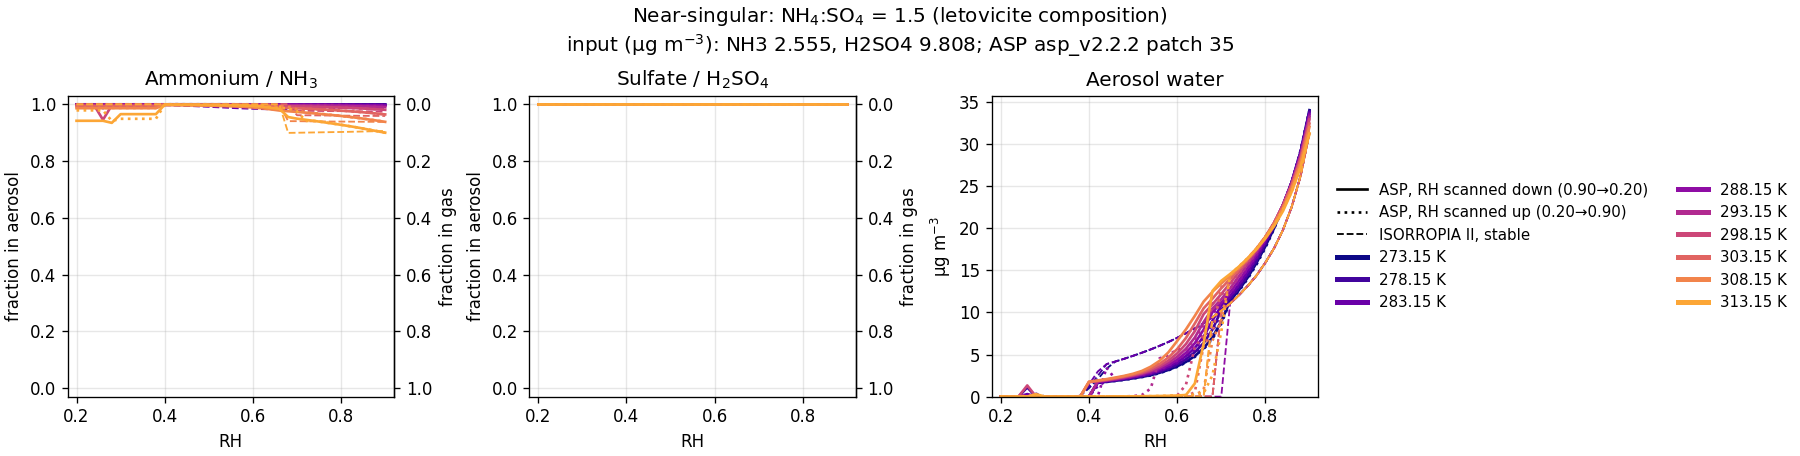 Near-singular: NH₄:SO₄ = 1.5 (letovicite composition)
input (µg m⁻³): NH3 2.555, H2SO4 9.808; ASP asp_v2.2.2 patch 35
Ammonium / NH₃
1.0
0.8
0.6
0.4
0.2
0.0
0.0
0.2
0.4
0.6
0.8
1.0
0.2
0.4
0.6
0.8
fraction in aerosol
fraction in gas
RH
Sulfate / H₂SO₄
1.0
0.8
0.6
0.4
0.2
0.0
0.0
0.2
0.4
0.6
0.8
1.0
0.2
0.4
0.6
0.8
fraction in aerosol
fraction in gas
RH
Aerosol water
35
30
25
20
15
10
5
0
0.2
0.4
0.6
0.8
µg m⁻³
RH
ASP, RH scanned down (0.90→0.20)
ASP, RH scanned up (0.20→0.90)
ISORROPIA II, stable
273.15 K
278.15 K
283.15 K
288.15 K
293.15 K
298.15 K
303.15 K
308.15 K
313.15 K